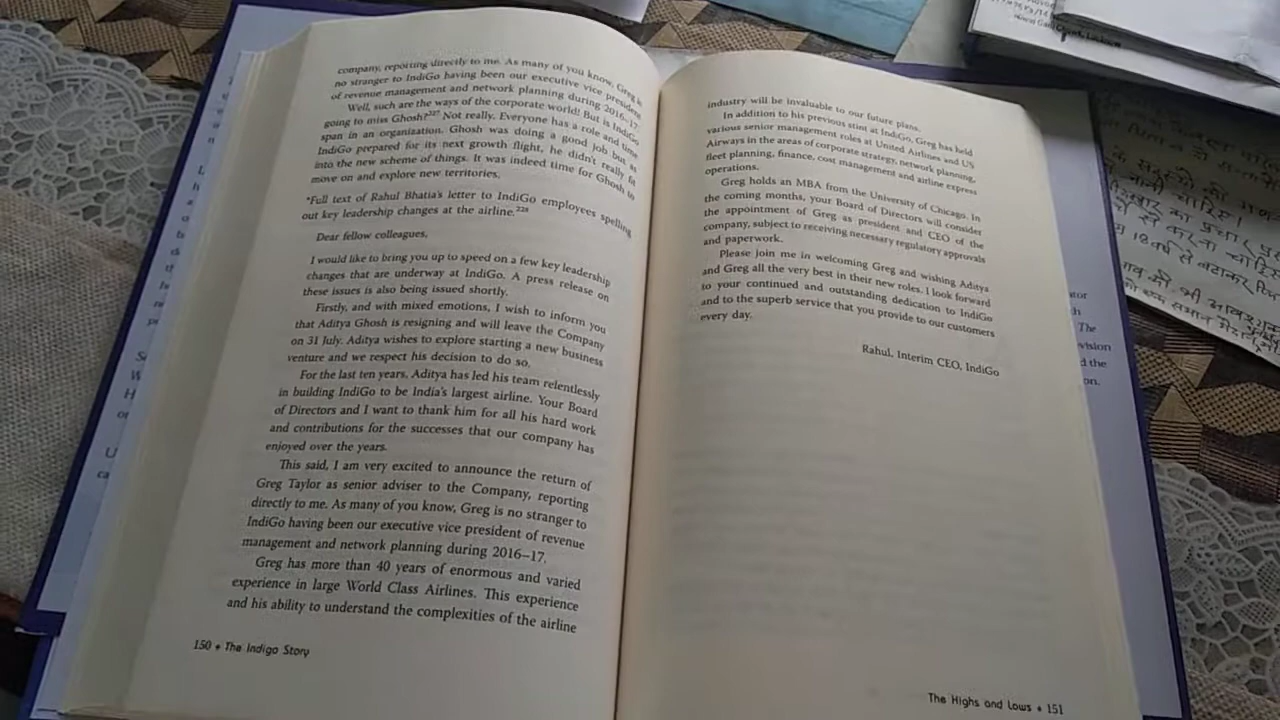 company, reporting directly to me. As many of you know, Greg is
no stranger to IndiGo having been our executive vice president
of revenue management and network planning during 2016–17.
Well, such are the ways of the corporate world! But is IndiGo
going to miss Ghosh?²²⁷ Not really. Everyone has a role and time
span in an organization. Ghosh was doing a good job but as
IndiGo prepared for its next growth flight, he didn't really fit
into the new scheme of things. It was indeed time for Ghosh to
move on and explore new territories.
*Full text of Rahul Bhatia's letter to IndiGo employees spelling
out key leadership changes at the airline.²²⁸
Dear fellow colleagues,
I would like to bring you up to speed on a few key leadership
changes that are underway at IndiGo. A press release on
these issues is also being issued shortly.
Firstly, and with mixed emotions, I wish to inform you
that Aditya Ghosh is resigning and will leave the Company
on 31 July. Aditya wishes to explore starting a new business
venture and we respect his decision to do so.
For the last ten years, Aditya has led his team relentlessly
in building IndiGo to be India's largest airline. Your Board
of Directors and I want to thank him for all his hard work
and contributions for the successes that our company has
enjoyed over the years.
This said, I am very excited to announce the return of
Greg Taylor as senior adviser to the Company, reporting
directly to me. As many of you know, Greg is no stranger to
IndiGo having been our executive vice president of revenue
management and network planning during 2016–17.
Greg has more than 40 years of enormous and varied
experience in large World Class Airlines. This experience
and his ability to understand the complexities of the airline
150 • The Indigo Story
industry will be invaluable to our future plans.
In addition to his previous stint at IndiGo, Greg has held
various senior management roles at United Airlines and US
Airways in the areas of corporate strategy, network planning,
fleet planning, finance, cost management and airline express
operations.
Greg holds an MBA from the University of Chicago. In
the coming months, your Board of Directors will consider
the appointment of Greg as president and CEO of the
company, subject to receiving necessary regulatory approvals
and paperwork.
Please join me in welcoming Greg and wishing Aditya
and Greg all the very best in their new roles. I look forward
to your continued and outstanding dedication to IndiGo
and to the superb service that you provide to our customers
every day.
Rahul, Interim CEO, IndiGo
The Highs and Lows • 151
The